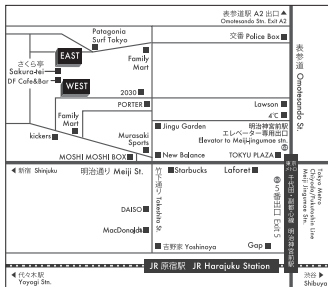 表参道駅 A2 出口▲
Omotesando Stn. Exit A2
Patagonia
Surf Tokyo
交番 Police Box
EAST
さくら亭
Sakura-tei
DF Cafe&Bar
WEST
Family
Mart
2030
表参道 Omotesando St.
PORTER
Lawson
4℃
Family
Mart
kickers
Murasaki
Sports
MOSHI MOSHI BOX
Jingu Garden
明治神宮前駅
エレベーター専用出口
Elevator to Meiji-jingumae stn.
New Balance
TOKYU PLAZA
◀新宿 Shinjuku
明治通り Meiji St.
竹下通り Takeshita St.
Starbucks
Laforet
⑤5番出口 Exit 5
東京メトロ 千代田・副都心線 明治神宮前駅
Tokyo Metro
Chiyoda/Fukutoshin Line
Meiji Jingumae Stn.
DAISO
MacDonalds
吉野家 Yoshinoya
Gap
JR 原宿駅 JR Harajuku Station
◀代々木駅
Yoyogi Stn.
渋谷▶
Shibuya